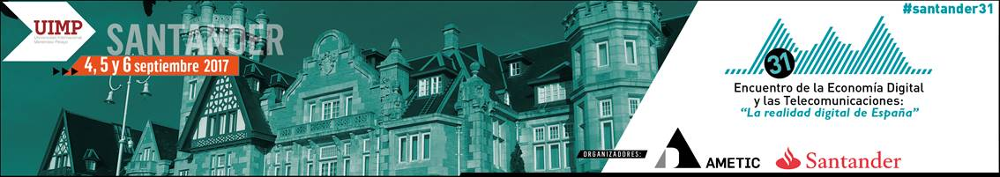 UIMP
Universidad Internacional
Menéndez Pelayo
SANTANDER
4, 5 y 6 septiembre 2017
#santander31
31
Encuentro de la Economía Digital
y las Telecomunicaciones:
“La realidad digital de España”
ORGANIZADORES:
AMETIC
Santander